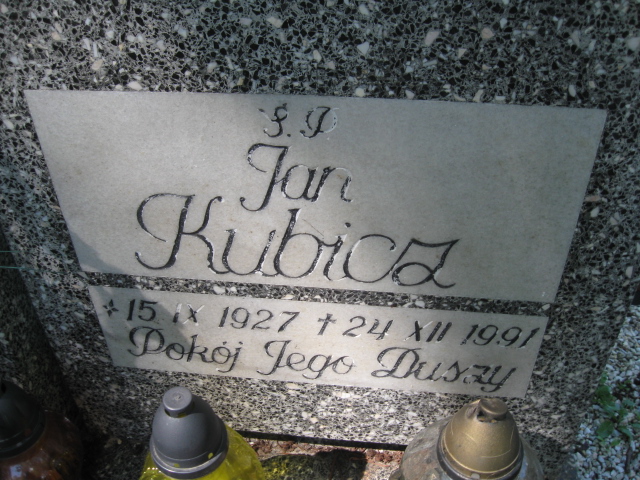 Ś.P
Jan
Kubicz
* 15 IX 1927 † 24 XII 1991
Pokój Jego Duszy